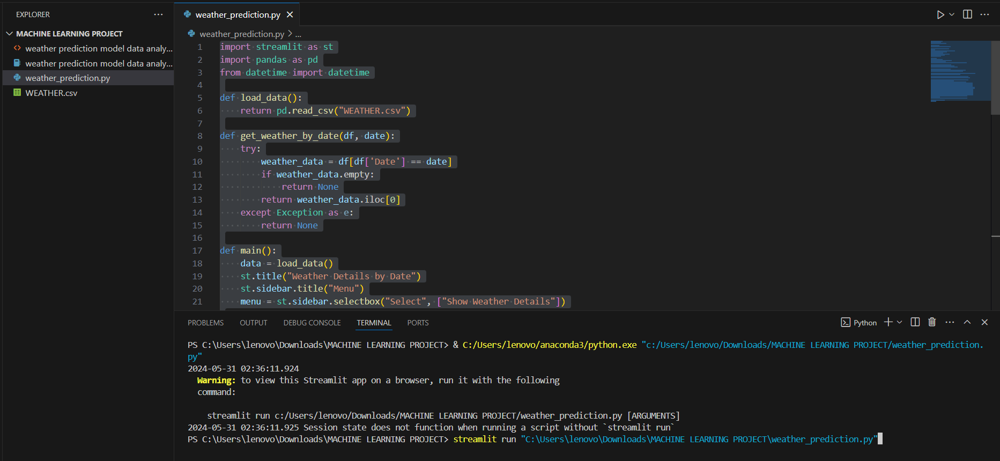 EXPLORER
MACHINE LEARNING PROJECT
weather prediction model data analy...
weather prediction model data analy...
weather_prediction.py
WEATHER.csv
weather_prediction.py
weather_prediction.py > ...
1 import streamlit as st
2 import pandas as pd
3 from datetime import datetime
4
5 def load_data():
6     return pd.read_csv("WEATHER.csv")
7
8 def get_weather_by_date(df, date):
9     try:
10         weather_data = df[df['Date'] == date]
11         if weather_data.empty:
12             return None
13         return weather_data.iloc[0]
14     except Exception as e:
15         return None
16
17 def main():
18     data = load_data()
19     st.title("Weather Details by Date")
20     st.sidebar.title("Menu")
21     menu = st.sidebar.selectbox("Select", ["Show Weather Details"])
PROBLEMS OUTPUT DEBUG CONSOLE TERMINAL PORTS
Python
PS C:\Users\lenovo\Downloads\MACHINE LEARNING PROJECT> & C:/Users/lenovo/anaconda3/python.exe "c:/Users/lenovo/Downloads/MACHINE LEARNING PROJECT/weather_prediction.
py"
2024-05-31 02:36:11.924
  Warning: to view this Streamlit app on a browser, run it with the following
  command:
    streamlit run c:/Users/lenovo/Downloads/MACHINE LEARNING PROJECT/weather_prediction.py [ARGUMENTS]
2024-05-31 02:36:11.925 Session state does not function when running a script without `streamlit run`
PS C:\Users\lenovo\Downloads\MACHINE LEARNING PROJECT> streamlit run "C:\Users\lenovo\Downloads\MACHINE LEARNING PROJECT\weather_prediction.py"